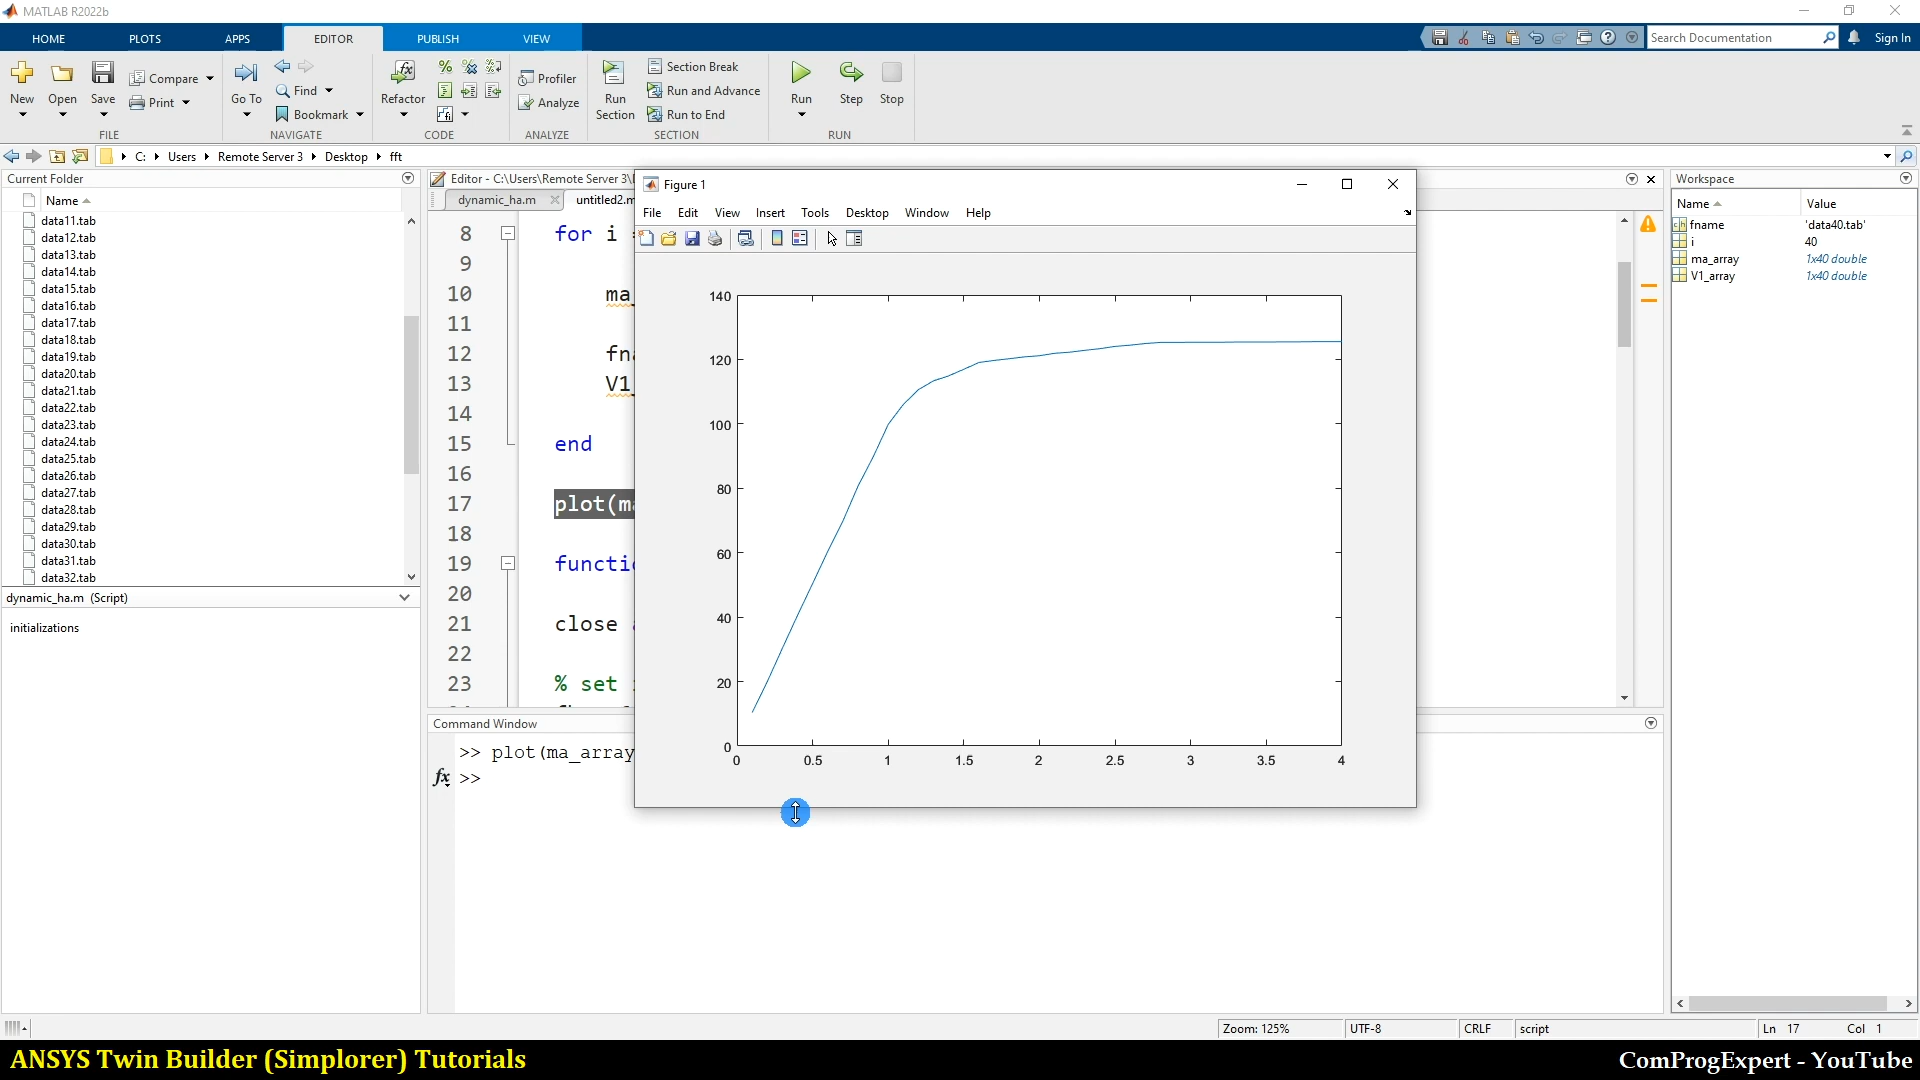 MATLAB R2022b
HOME PLOTS APPS EDITOR PUBLISH VIEW
Search Documentation
Sign In
New Open Save
Compare
Print
FILE
Go To
Find
Bookmark
NAVIGATE
Refactor
CODE
Profiler
Analyze
ANALYZE
Run Section
Section Break
Run and Advance
Run to End
SECTION
Run Step Stop
RUN
C: Users Remote Server 3 Desktop fft
Current Folder
Name
data11.tab
data12.tab
data13.tab
data14.tab
data15.tab
data16.tab
data17.tab
data18.tab
data19.tab
data20.tab
data21.tab
data22.tab
data23.tab
data24.tab
data25.tab
data26.tab
data27.tab
data28.tab
data29.tab
data30.tab
data31.tab
data32.tab
dynamic_ha.m (Script)
initializations
Editor - C:\Users\Remote Server 3\
dynamic_ha.m
untitled2.m
8 for i
9
10 ma_
11
12 fna
13 V1_
14
15 end
16
17 plot(ma
18
19 functio
20
21 close
22
23 % set
Command Window
>> plot(ma_array
fx >>
Figure 1
File Edit View Insert Tools Desktop Window Help
140
120
100
80
60
40
20
0
0 0.5 1 1.5 2 2.5 3 3.5 4
Workspace
Name Value
fname 'data40.tab'
i 40
ma_array 1x40 double
V1_array 1x40 double
Zoom: 125% UTF-8 CRLF script Ln 17 Col 1
ANSYS Twin Builder (Simplorer) Tutorials
ComProgExpert - YouTube